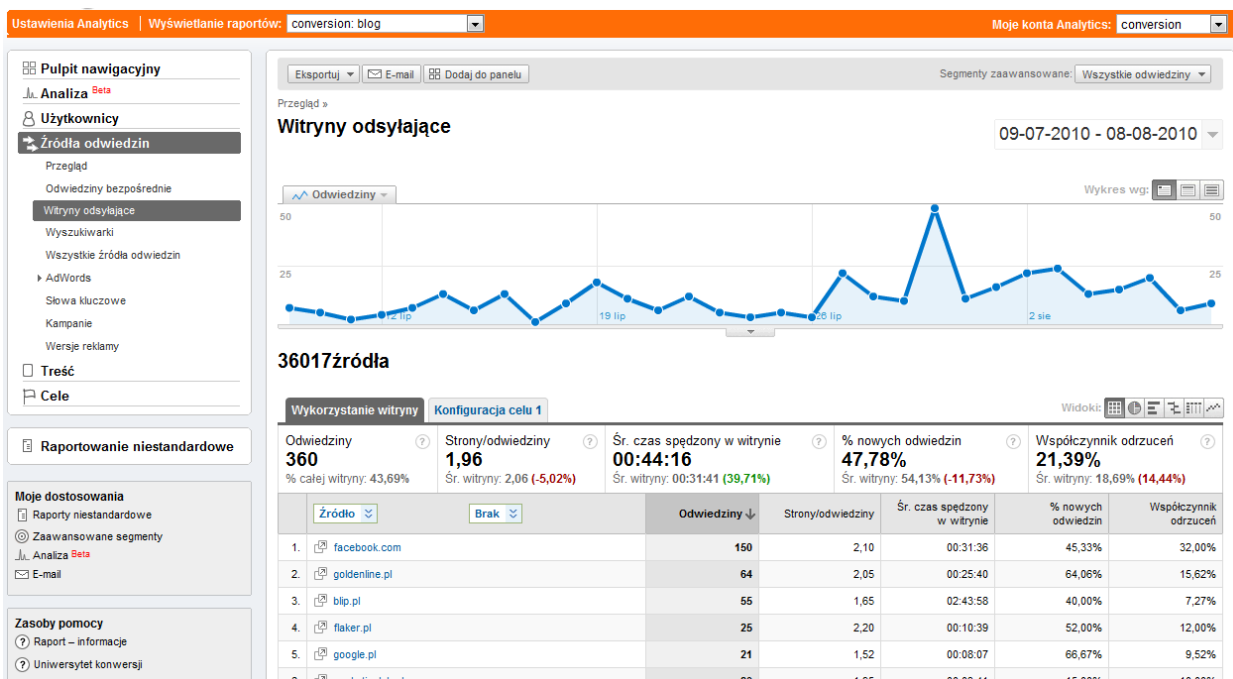 Ustawienia Analytics | Wyświetlanie raportów: conversion: blog Moje konta Analytics: conversion
Pulpit nawigacyjny
Analiza Beta
Użytkownicy
Źródła odwiedzin
Przegląd
Odwiedziny bezpośrednie
Witryny odsyłające
Wyszukiwarki
Wszystkie źródła odwiedzin
AdWords
Słowa kluczowe
Kampanie
Wersje reklamy
Treść
Cele
Raportowanie niestandardowe
Moje dostosowania
Raporty niestandardowe
Zaawansowane segmenty
Analiza Beta
E-mail
Zasoby pomocy
Raport – informacje
Uniwersytet konwersji
Eksportuj E-mail Dodaj do panelu Segmenty zaawansowane: Wszystkie odwiedziny
Przegląd »
Witryny odsyłające
09-07-2010 - 08-08-2010
Odwiedziny Wykres wg:
50 50
25 25
12 lip 19 lip 26 lip 2 sie
36017źródła
Wykorzystanie witryny Konfiguracja celu 1 Widoki:
Odwiedziny ? Strony/odwiedziny ? Śr. czas spędzony w witrynie ? % nowych odwiedzin ? Współczynnik odrzuceń ?
360 1,96 00:44:16 47,78% 21,39%
% całej witryny: 43,69% Śr. witryny: 2,06 (-5,02%) Śr. witryny: 00:31:41 (39,71%) Śr. witryny: 54,13% (-11,73%) Śr. witryny: 18,69% (14,44%)
Źródło Brak Odwiedziny Strony/odwiedziny Śr. czas spędzony w witrynie % nowych odwiedzin Współczynnik odrzuceń
1. facebook.com 150 2,10 00:31:36 45,33% 32,00%
2. goldenline.pl 64 2,05 00:25:40 64,06% 15,62%
3. blip.pl 55 1,65 02:43:58 40,00% 7,27%
4. flaker.pl 25 2,20 00:10:39 52,00% 12,00%
5. google.pl 21 1,52 00:08:07 66,67% 9,52%